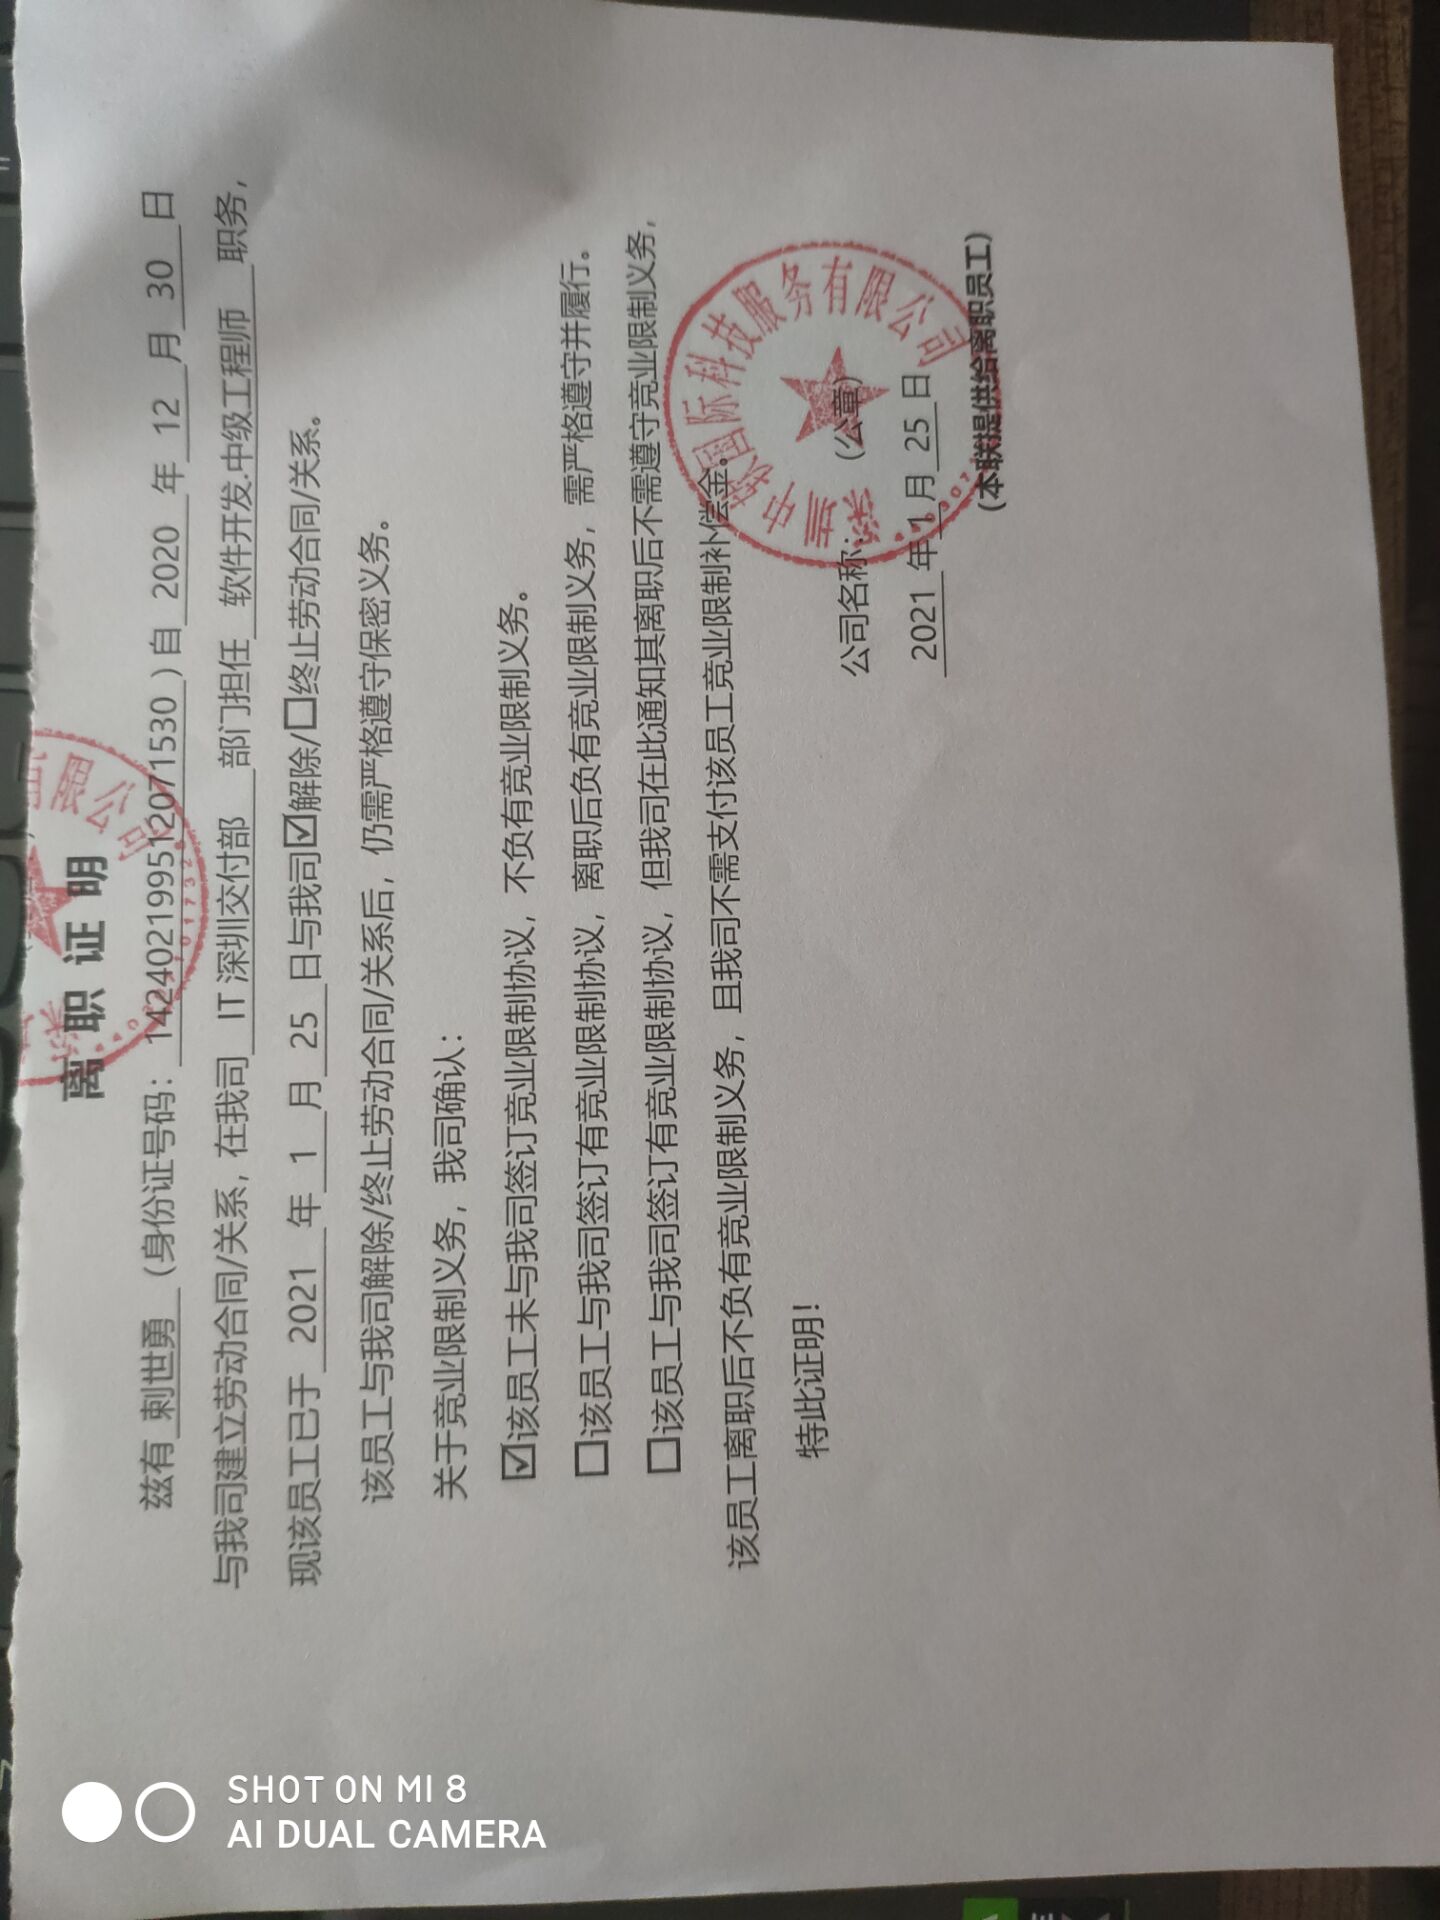 离 职 证 明
兹有 剌世勇 （身份证号码：142402199512071530）自 2020 年 12 月 30 日
与我司建立劳动合同/关系，在我司 IT 深圳交付部 部门担任 软件开发.中级工程师 职务，
现该员工已于 2021 年 1 月 25 日与我司☑解除/☐终止劳动合同/关系。
该员工与我司解除/终止劳动合同/关系后，仍需严格遵守保密义务。
关于竞业限制义务，我司确认：
☑该员工未与我司签订竞业限制协议，不负有竞业限制义务。
☐该员工与我司签订有竞业限制协议，离职后负有竞业限制义务，需严格遵守并履行。
☐该员工与我司签订有竞业限制协议，但我司在此通知其离职后不需遵守竞业限制义务，
该员工离职后不负有竞业限制义务，且我司不需支付该员工竞业限制补偿金。
特此证明！
公司名称：（公章）
深圳中软国际科技服务有限公司
2021 年 1 月 25 日
（本联提供给离职员工）
SHOT ON MI 8
AI DUAL CAMERA